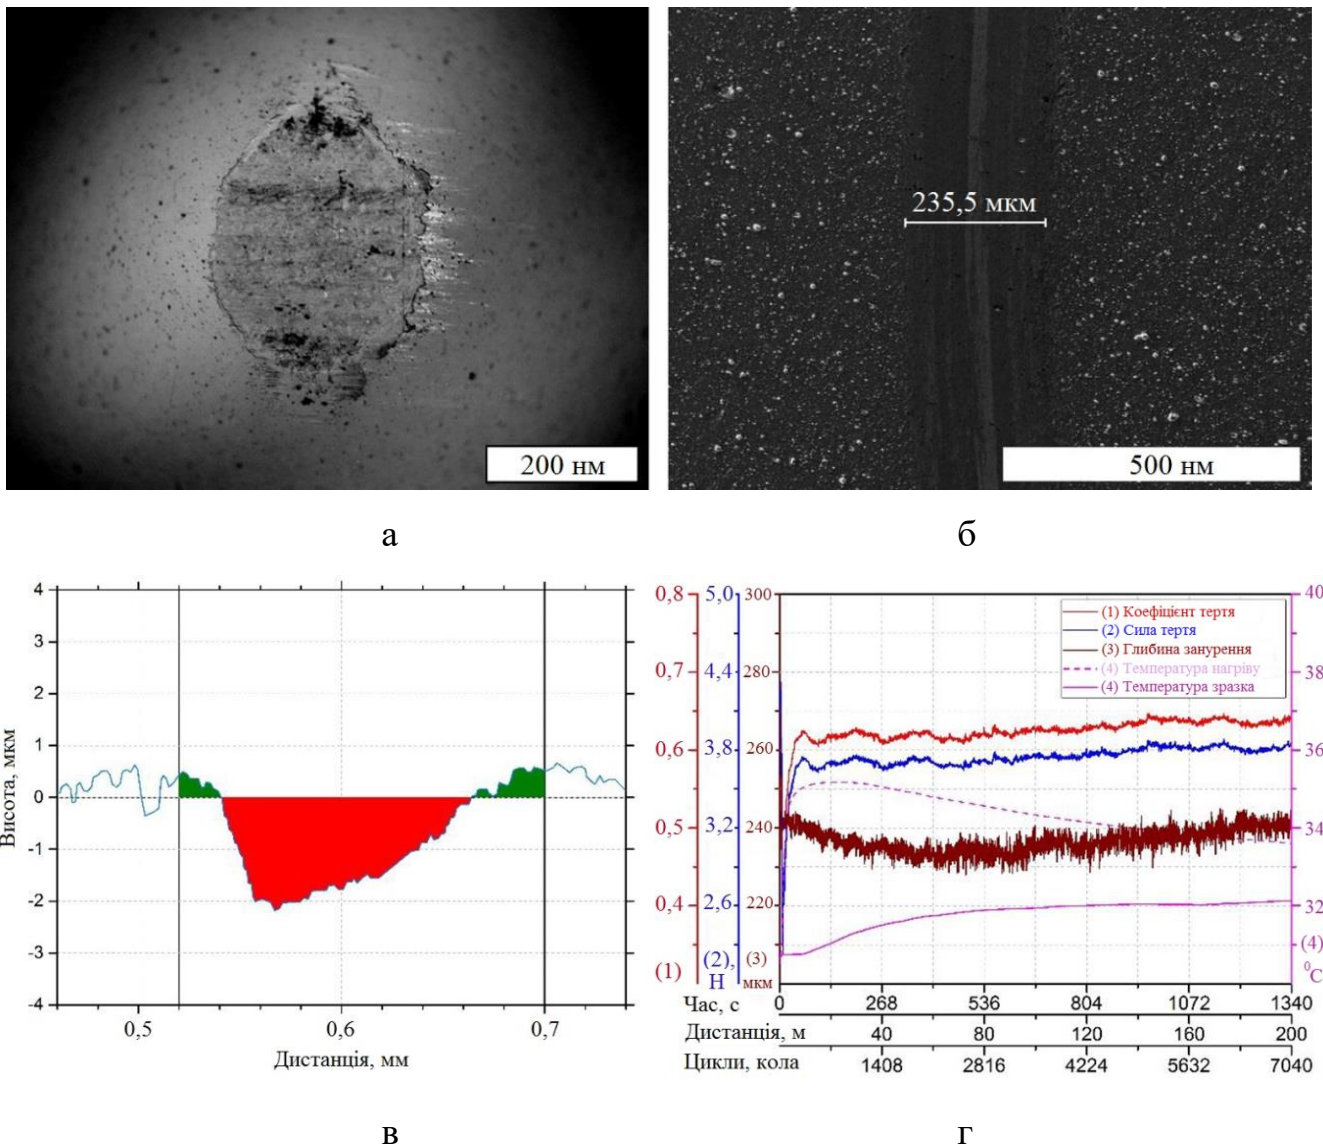 235,5 мкм
200 нм
500 нм
а
б
4
3
2
1
0
-1
-2
-3
-4
Висота, мкм
0,5
0,6
0,7
Дистанція, мм
0,8
0,7
0,6
0,5
0,4
(1)
5,0
4,4
3,8
3,2
2,6
(2),
Н
300
280
260
240
220
(3)
мкм
(1) Коефіцієнт тертя
(2) Сила тертя
(3) Глибина занурення
(4) Температура нагріву
(4) Температура зразка
40
38
36
34
32
(4)
⁰С
Час, с 0 268 536 804 1072 1340
Дистанція, м 40 80 120 160 200
Цикли, кола 1408 2816 4224 5632 7040
в
г